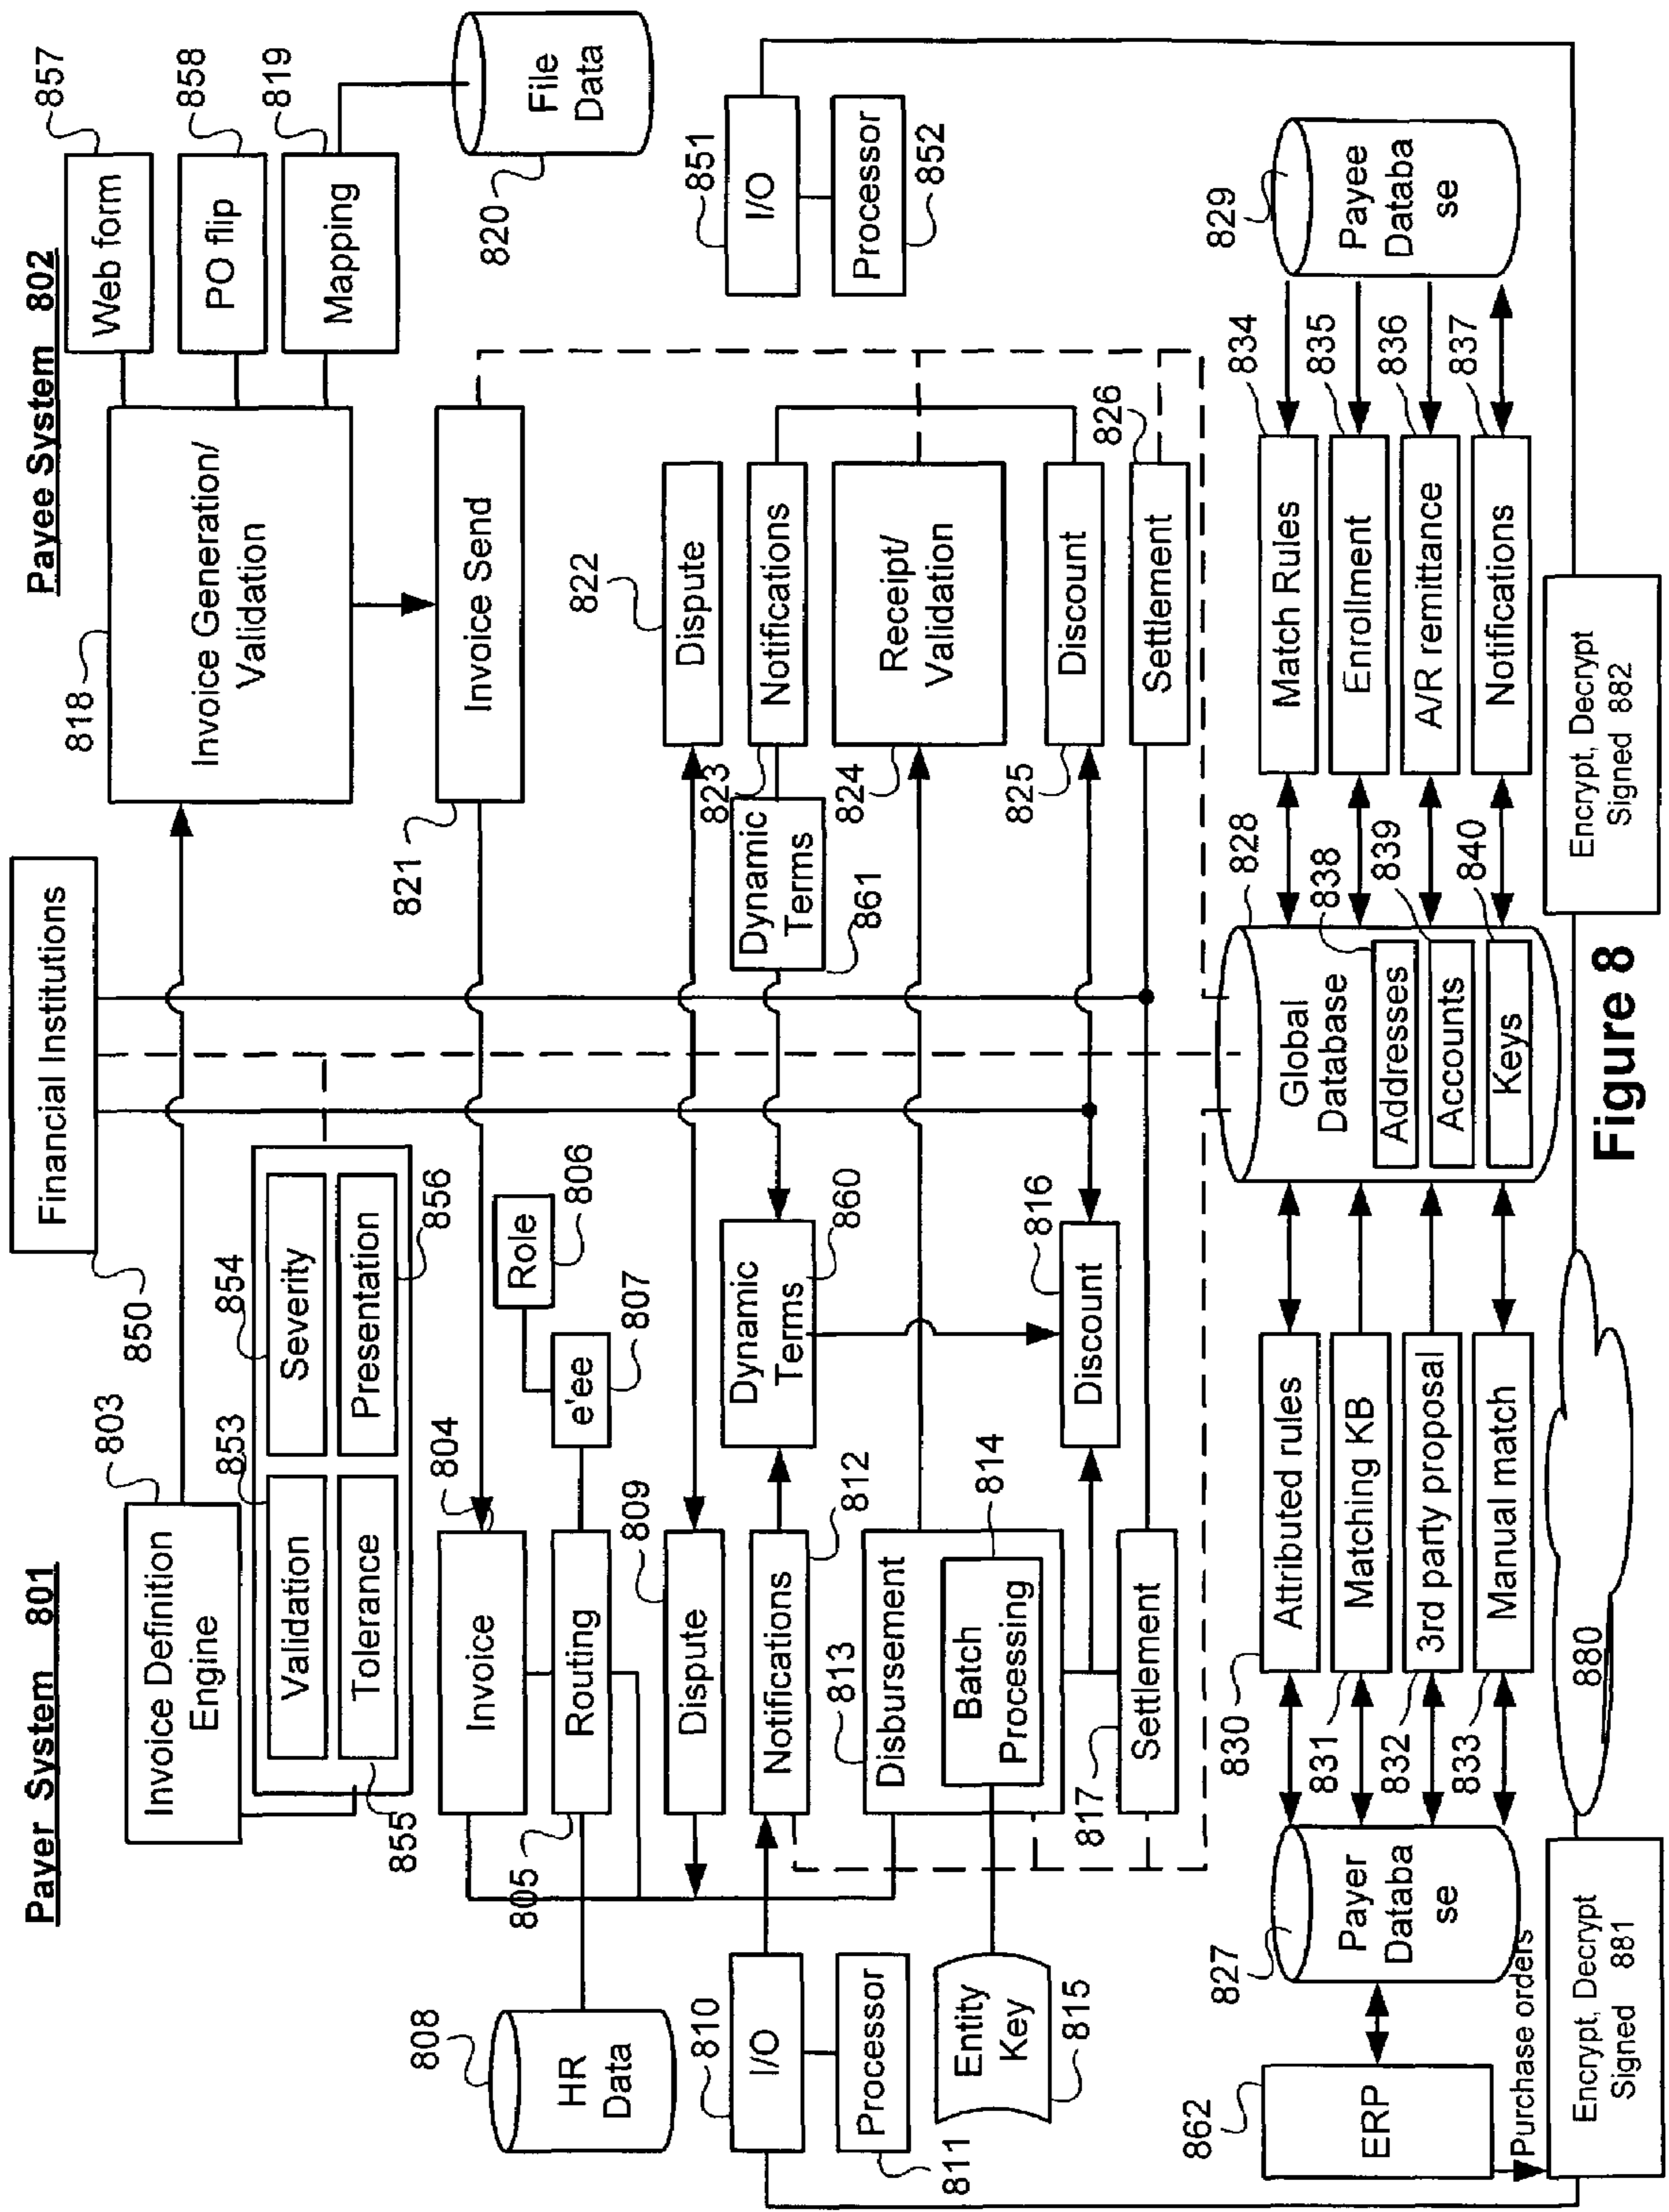 Payer System 801
Payee System 802
Financial Institutions
850
803
Invoice Definition
Engine
853
854
Validation
Severity
Tolerance
Presentation
855
856
818
Invoice Generation/
Validation
Web form
857
PO flip
858
Mapping
819
File
Data
820
804
Invoice
Routing
805
e'ee
807
Role
806
821
Invoice Send
808
HR
Data
809
Dispute
822
Dispute
810
I/O
Processor
811
Notifications
812
Dynamic
Terms
860
Dynamic
Terms
861
823
Notifications
851
I/O
Processor
852
813
Disbursement
Batch
Processing
814
Entity
Key
815
824
Receipt/
Validation
816
Discount
825
Discount
817
Settlement
826
Settlement
862
ERP
Purchase orders
827
Payer
Databa
se
830
Attributed rules
831
Matching KB
832
3rd party proposal
833
Manual match
828
Global
Database
838
Addresses
839
Accounts
840
Keys
834
Match Rules
835
Enrollment
836
A/R remittance
837
Notifications
829
Payee
Databa
se
Encrypt, Decrypt
Signed 881
880
Encrypt, Decrypt
Signed 882
Figure 8